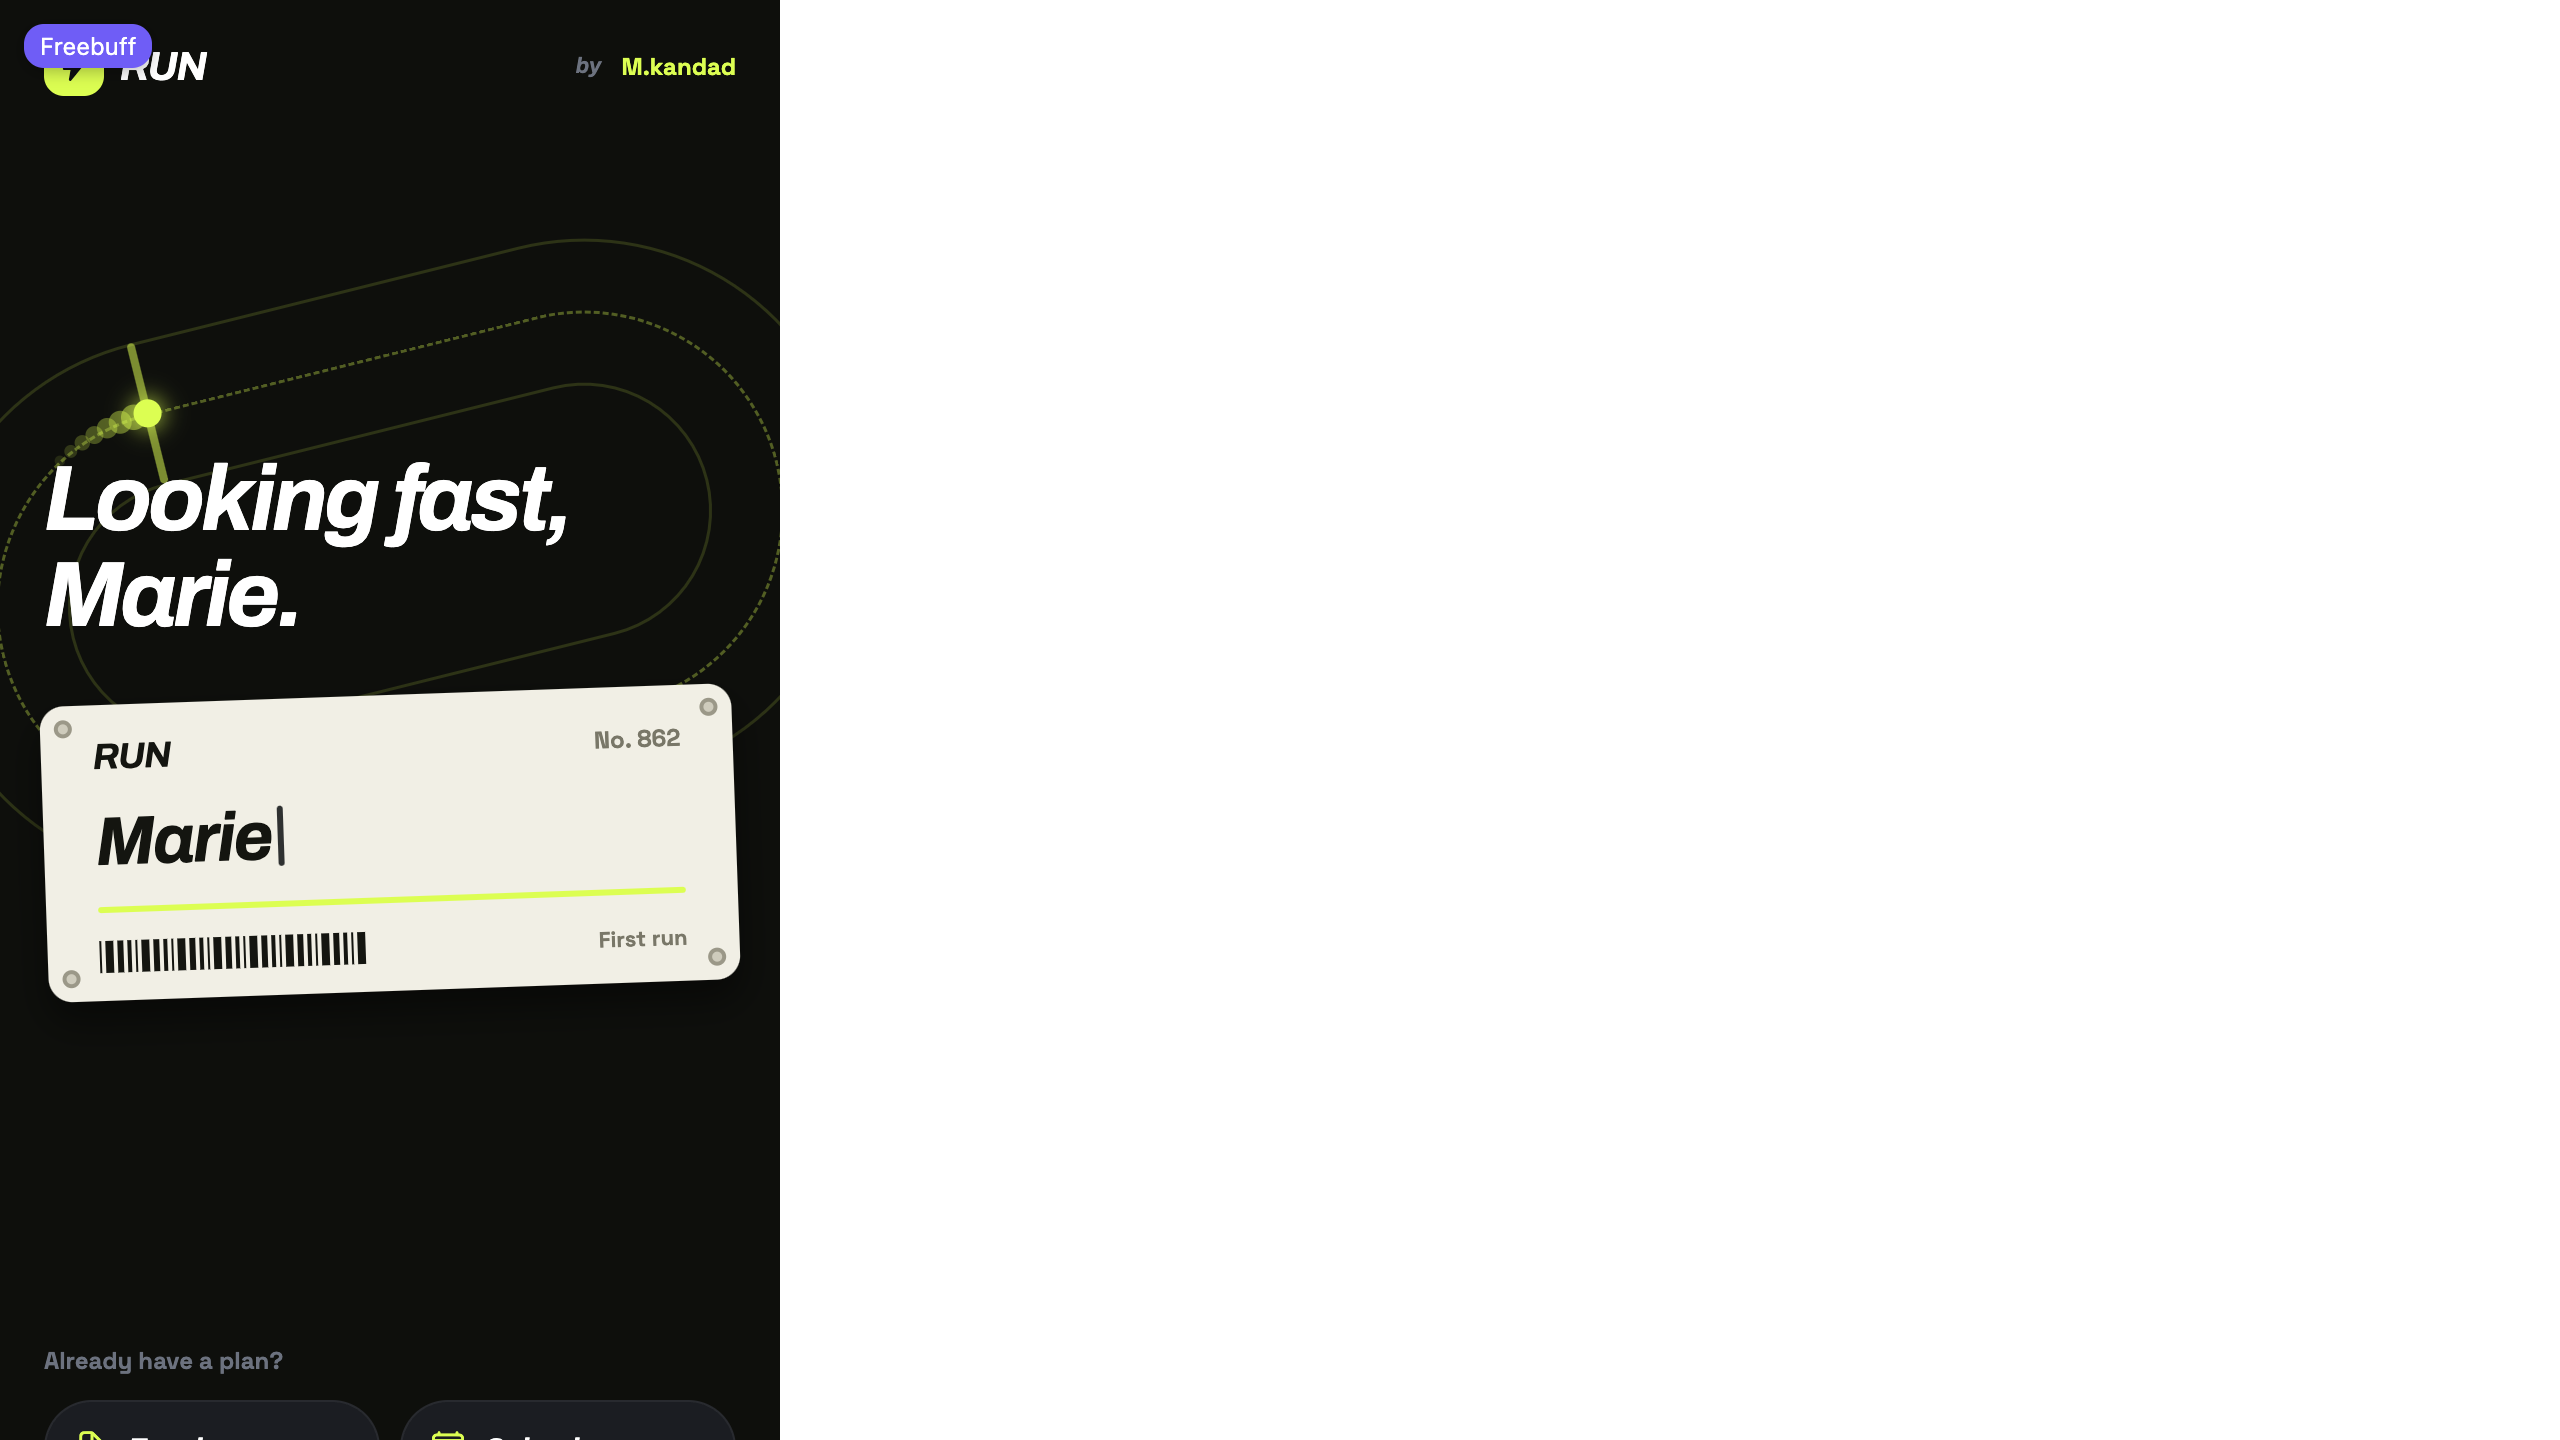 Freebuff
RUN
by M.kandad
Looking fast,
Marie.
RUN
No. 862
Marie
First run
Already have a plan?